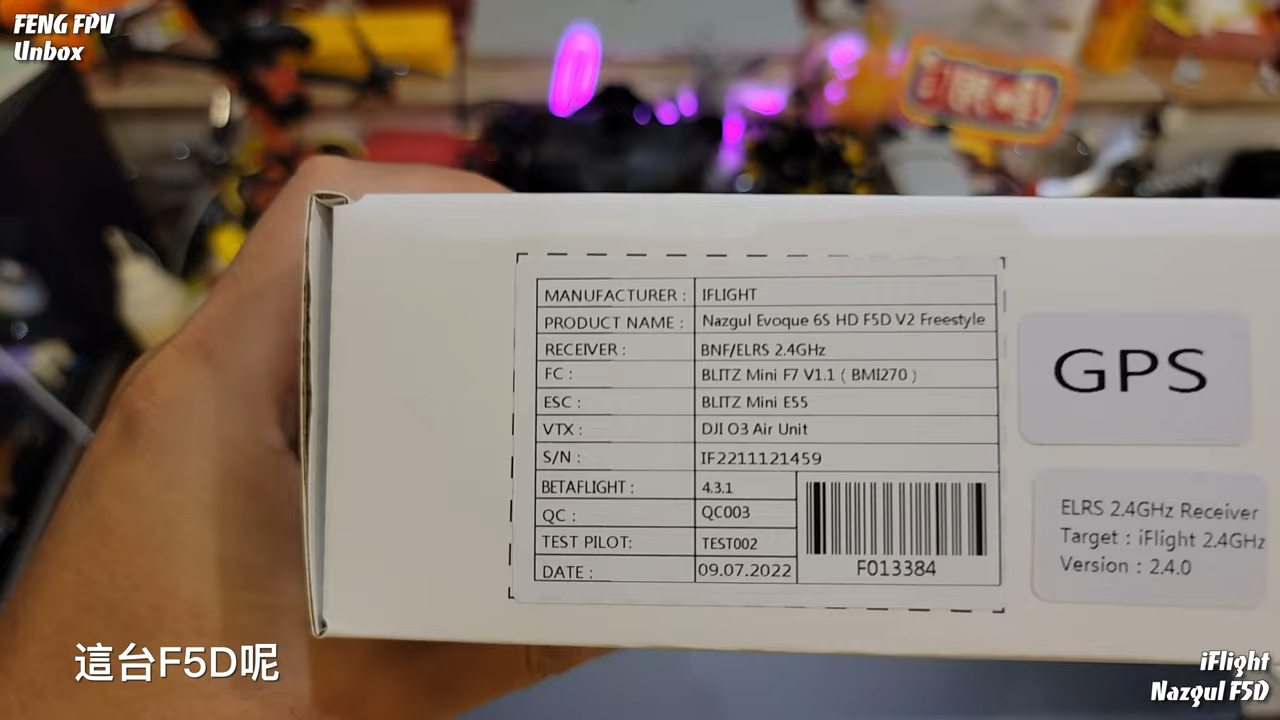 FENG FPV
Unbox
MANUFACTURER : IFLIGHT
PRODUCT NAME : Nazgul Evoque 6S HD F5D V2 Freestyle
RECEIVER : BNF/ELRS 2.4GHz
FC : BLITZ Mini F7 V1.1 ( BMI270 )
ESC : BLITZ Mini E55
VTX : DJI O3 Air Unit
S/N : IF2211121459
BETAFLIGHT : 4.3.1
QC : QC003
TEST PILOT: TEST002
DATE : 09.07.2022
F013384
GPS
ELRS 2.4GHz Receiver
Target : iFlight 2.4GHz
Version : 2.4.0
這台F5D呢
iFlight
Nazgul F5D